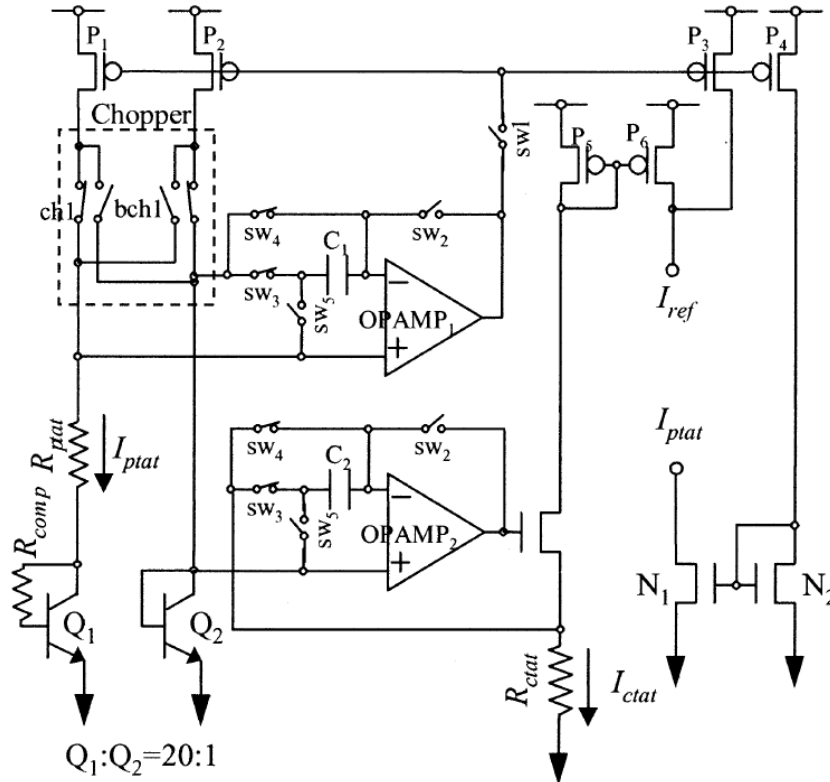 P1
P2
P3
P4
Chopper
sw1
P5
P6
ch1
bch1
sw4
sw2
C1
sw3
sw5
OPAMP1
−
+
Iref
Rptat
Iptat
sw4
sw2
C2
Iptat
Rcomp
sw3
sw5
OPAMP2
−
+
Q1
Q2
N1
N2
Rctat
Ictat
Q1:Q2=20:1